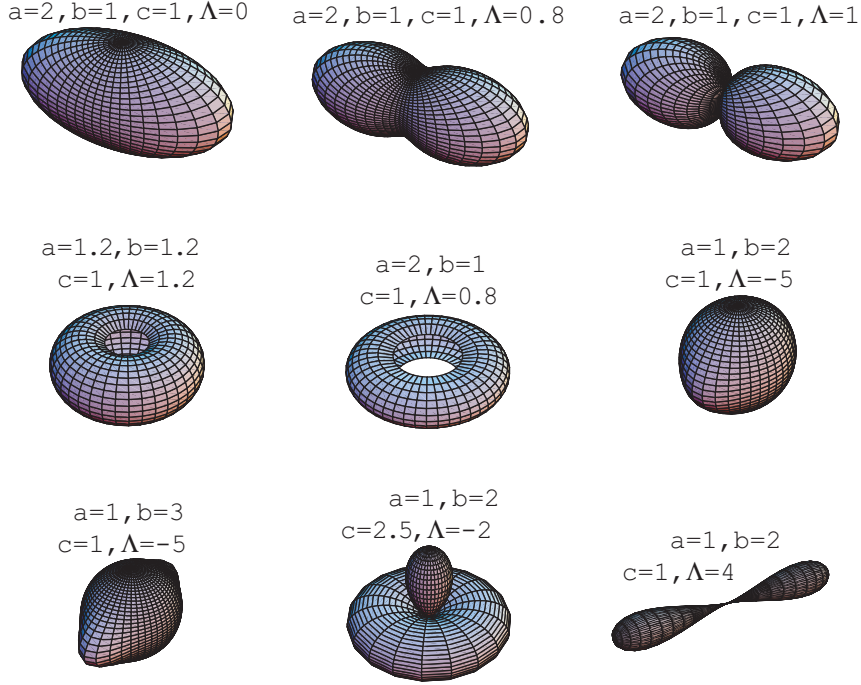 a=2,b=1,c=1,Λ=0
a=2,b=1,c=1,Λ=0.8
a=2,b=1,c=1,Λ=1
a=1.2,b=1.2
c=1,Λ=1.2
a=2,b=1
c=1,Λ=0.8
a=1,b=2
c=1,Λ=-5
a=1,b=3
c=1,Λ=-5
a=1,b=2
c=2.5,Λ=-2
a=1,b=2
c=1,Λ=4